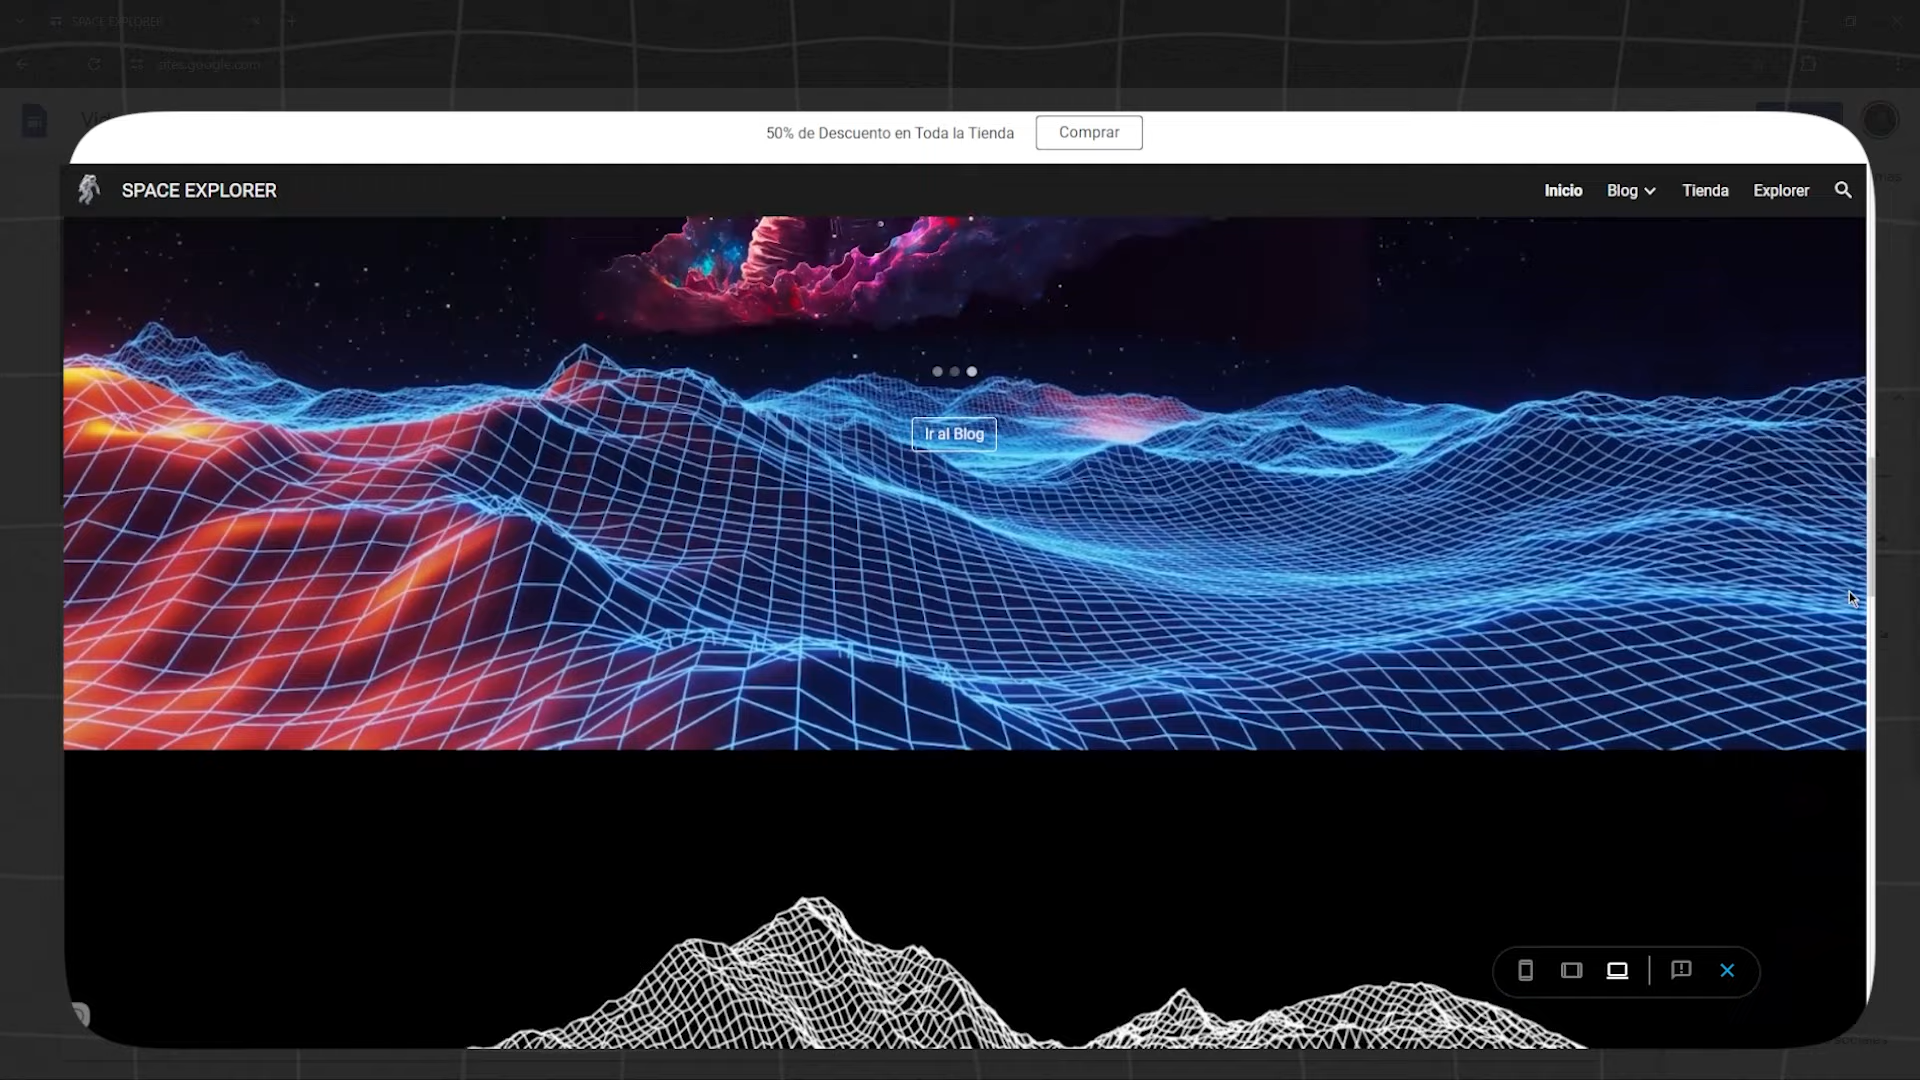 SPACE EXPLORER
sites.google.com
50% de Descuento en Toda la Tienda
Comprar
SPACE EXPLORER
Inicio
Blog
Tienda
Explorer
Ir al Blog